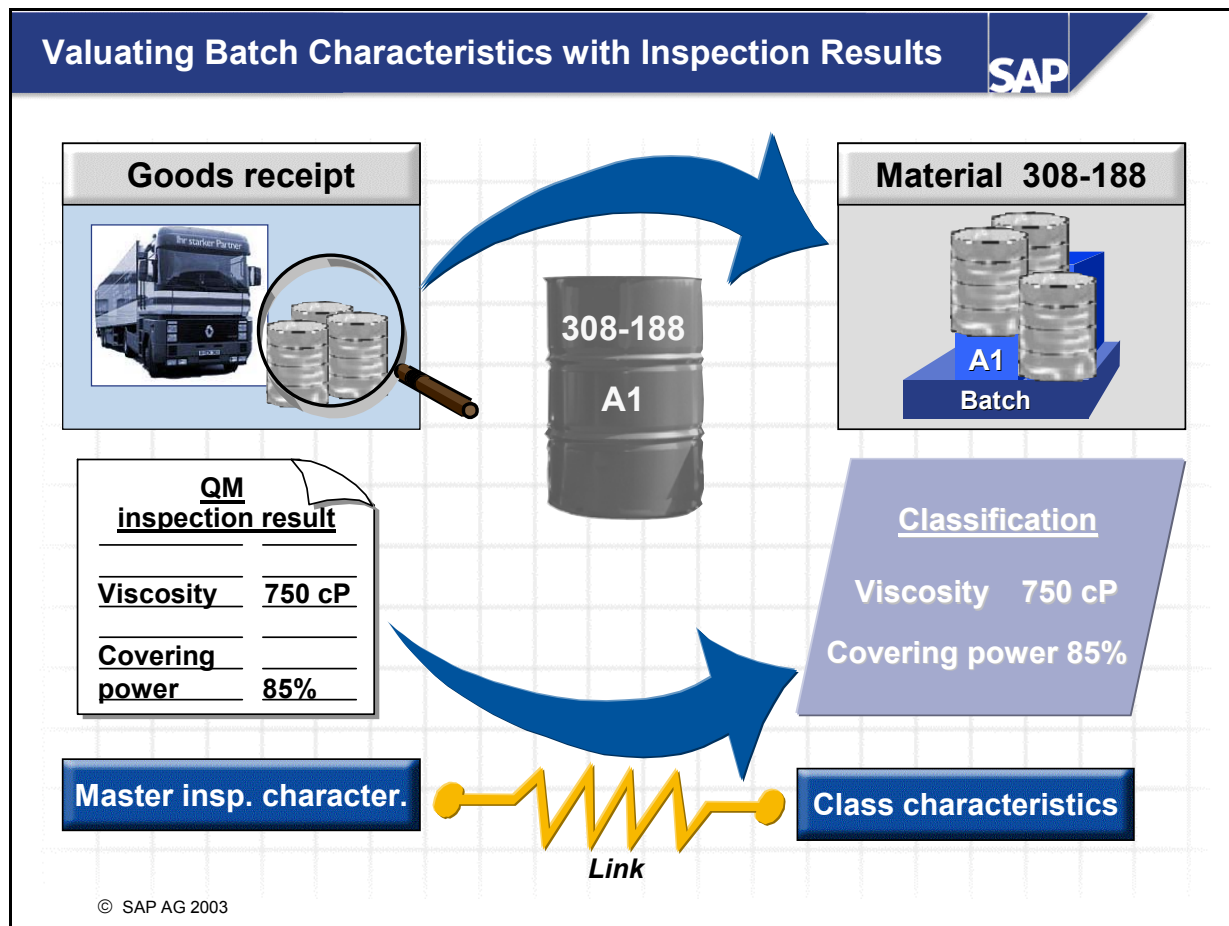 Valuating Batch Characteristics with Inspection Results
SAP
Goods receipt
Ihr starker Partner
Material 308-188
308-188
A1
A1
Batch
QM
inspection result
Viscosity 750 cP
Covering
power 85%
Classification
Viscosity 750 cP
Covering power 85%
Master insp. character.
Link
Class characteristics
© SAP AG 2003